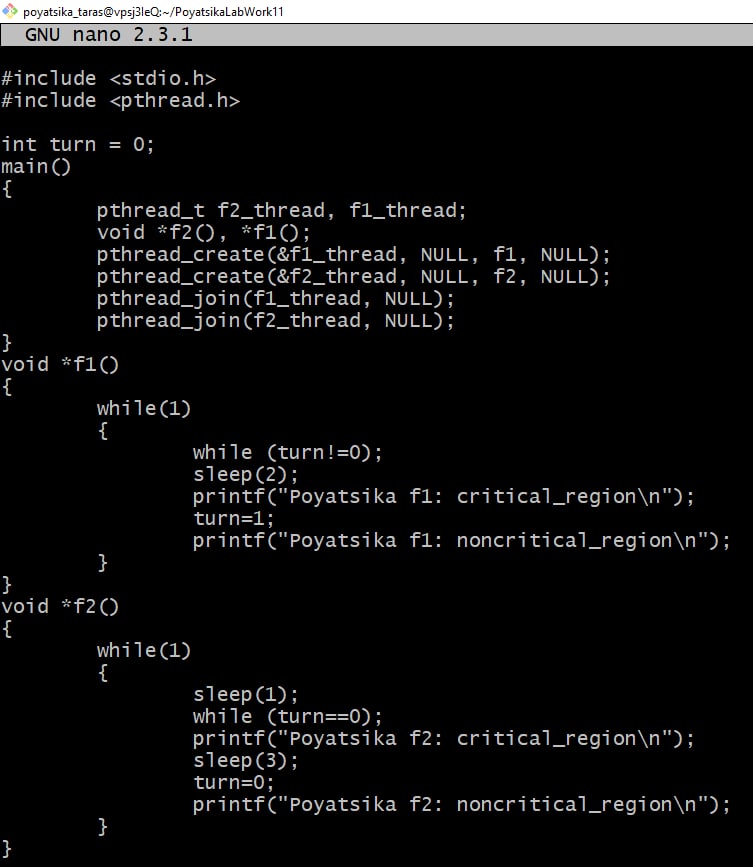 poyatsika_taras@vpsj3leQ:~/PoyatsikaLabWork11
GNU nano 2.3.1
#include <stdio.h>
#include <pthread.h>
int turn = 0;
main()
{
        pthread_t f2_thread, f1_thread;
        void *f2(), *f1();
        pthread_create(&f1_thread, NULL, f1, NULL);
        pthread_create(&f2_thread, NULL, f2, NULL);
        pthread_join(f1_thread, NULL);
        pthread_join(f2_thread, NULL);
}
void *f1()
{
        while(1)
        {
                while (turn!=0);
                sleep(2);
                printf("Poyatsika f1: critical_region\n");
                turn=1;
                printf("Poyatsika f1: noncritical_region\n");
        }
}
void *f2()
{
        while(1)
        {
                sleep(1);
                while (turn==0);
                printf("Poyatsika f2: critical_region\n");
                sleep(3);
                turn=0;
                printf("Poyatsika f2: noncritical_region\n");
        }
}